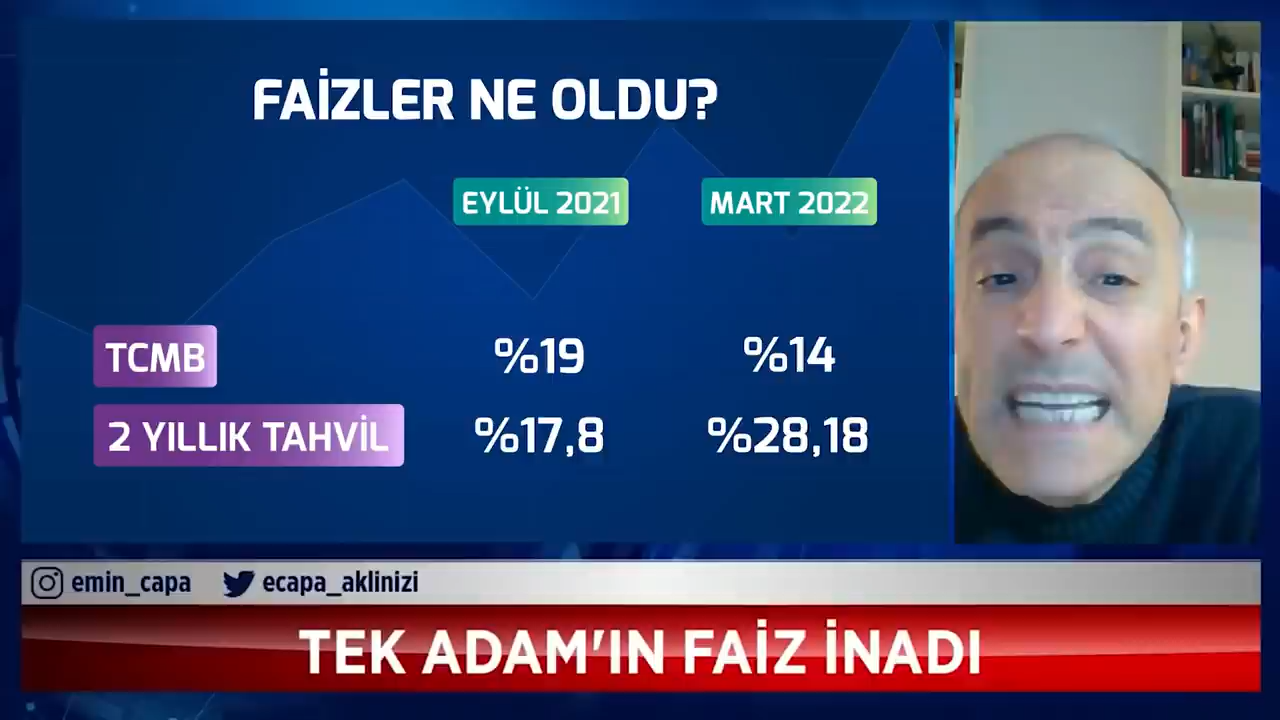 FAİZLER NE OLDU?
EYLÜL 2021 MART 2022
TCMB %19 %14
2 YILLIK TAHVİL %17,8 %28,18
emin_capa ecapa_aklinizi
TEK ADAM'IN FAİZ İNADI